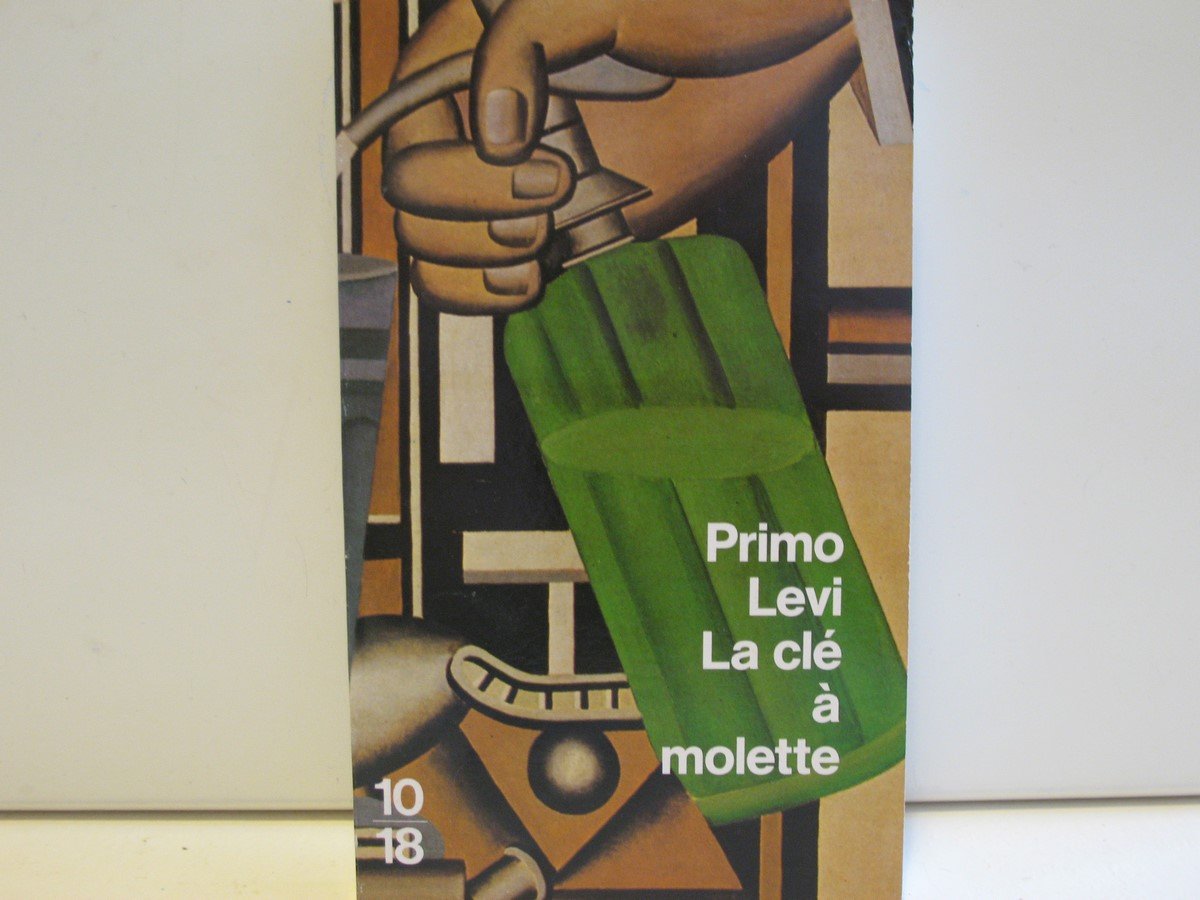 Primo
Levi
La clé
à
molette
10
18